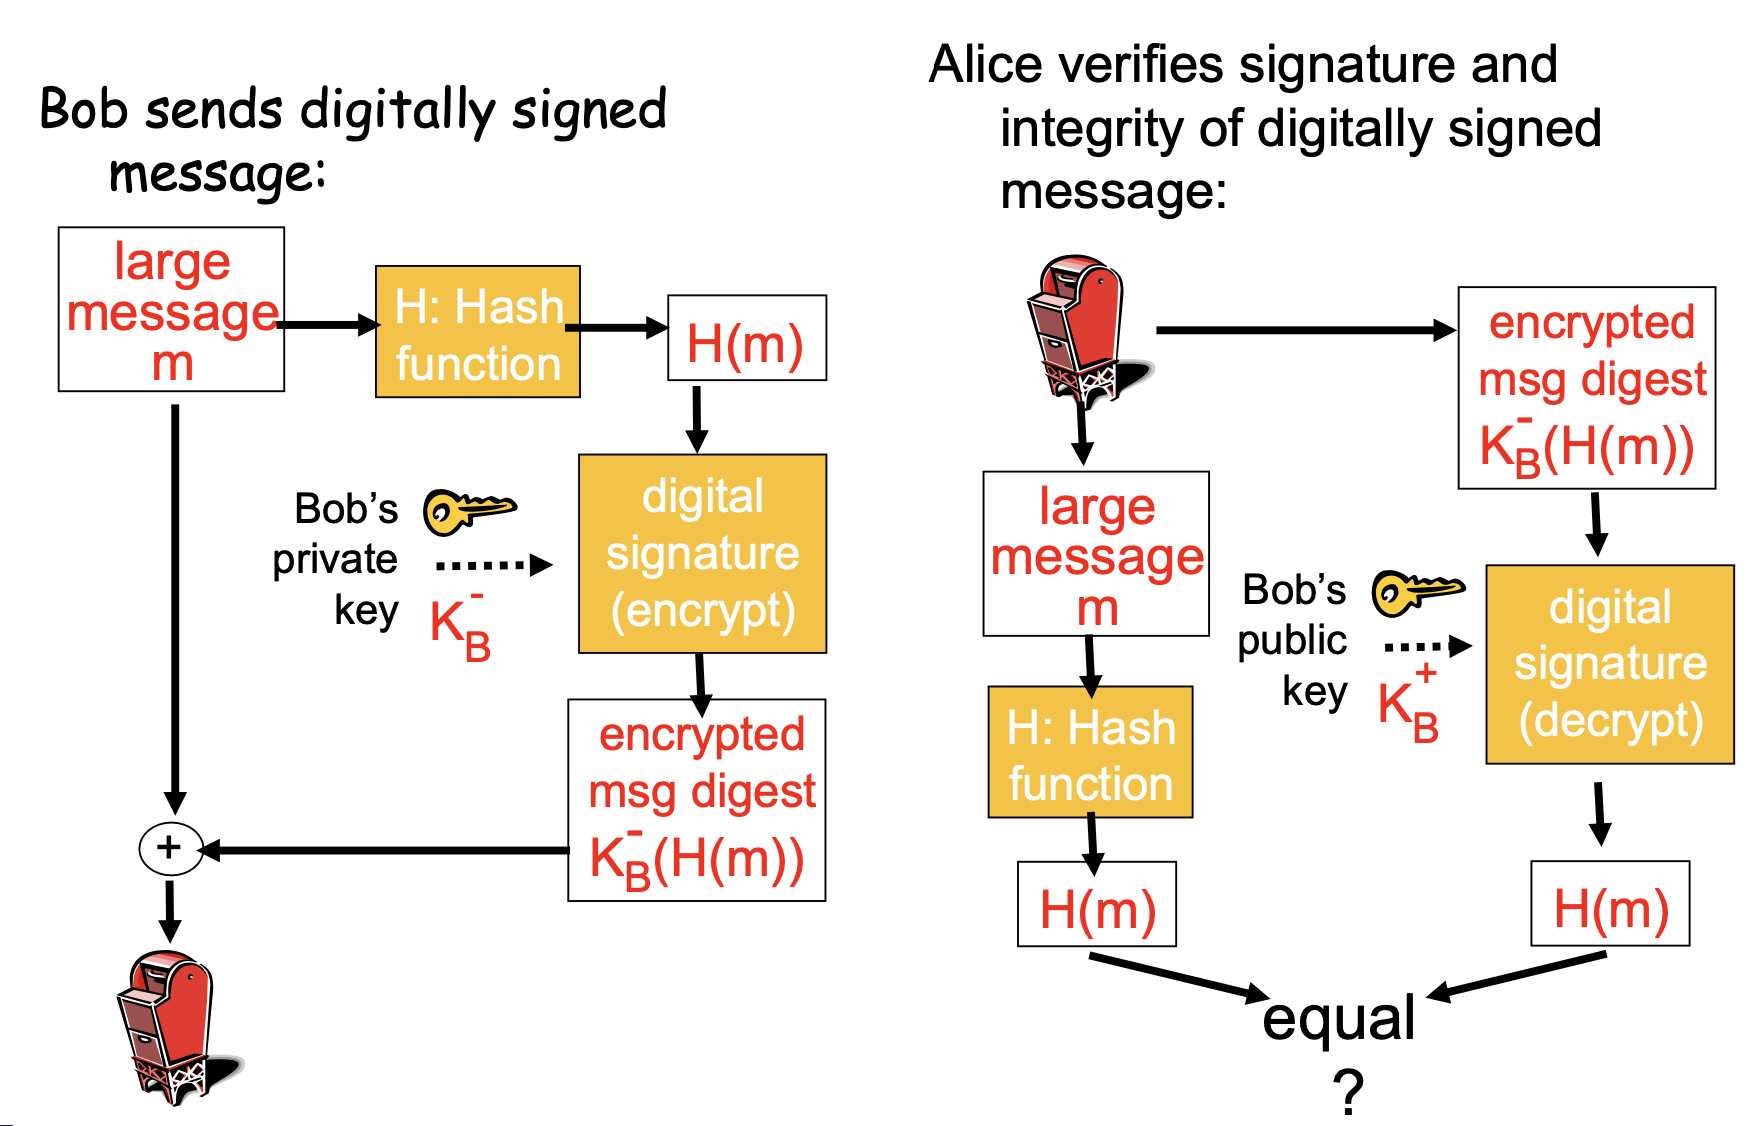 Bob sends digitally signed
message:
large
message
m
H: Hash
function
H(m)
Bob’s
private
key
K_B^-
digital
signature
(encrypt)
encrypted
msg digest
K_B^-(H(m))
+
Alice verifies signature and
integrity of digitally signed
message:
encrypted
msg digest
K_B^-(H(m))
large
message
m
Bob’s
public
key
K_B^+
digital
signature
(decrypt)
H: Hash
function
H(m)
H(m)
equal
?